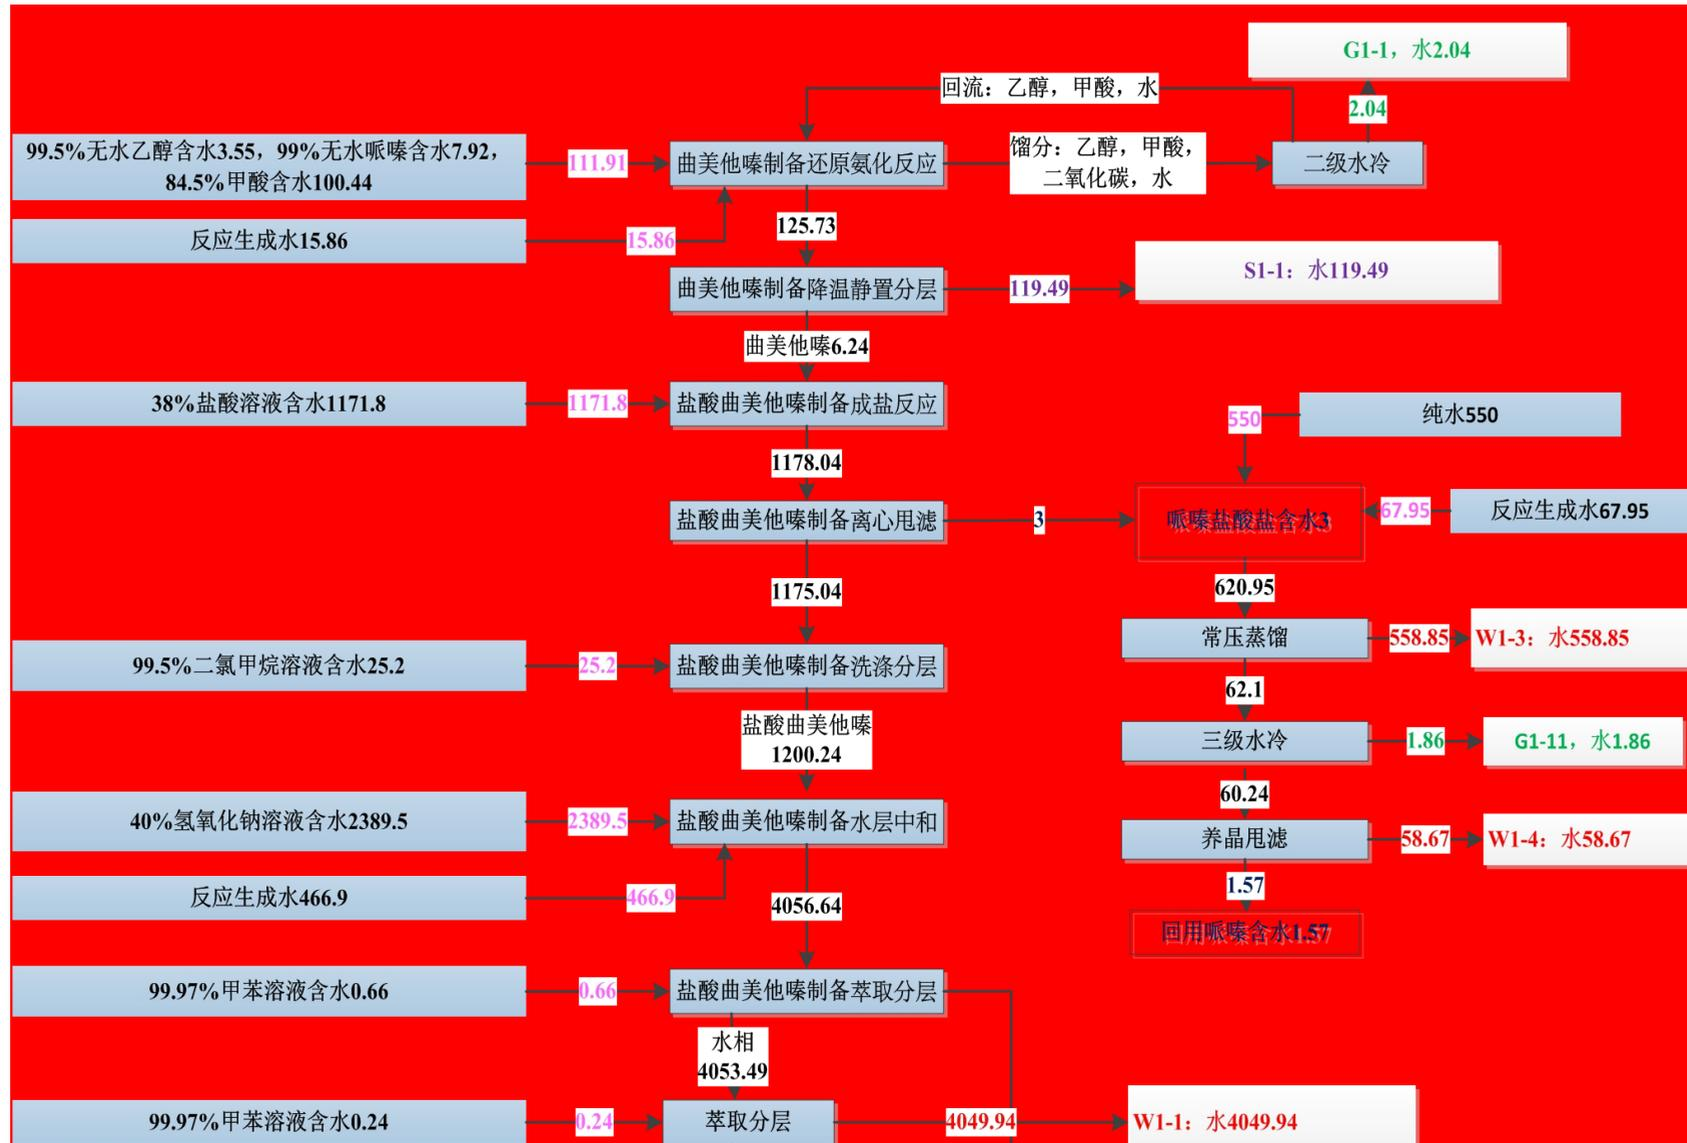 G1-1，水2.04
回流：乙醇，甲酸，水
2.04
99.5%无水乙醇含水3.55，99%无水哌嗪含水7.92，
84.5%甲酸含水100.44
111.91
曲美他嗪制备还原氨化反应
馏分：乙醇，甲酸，
二氧化碳，水
二级水冷
反应生成水15.86
15.86
125.73
曲美他嗪制备降温静置分层
119.49
S1-1：水119.49
曲美他嗪6.24
38%盐酸溶液含水1171.8
1171.8
盐酸曲美他嗪制备成盐反应
550
纯水550
1178.04
盐酸曲美他嗪制备离心甩滤
3
哌嗪盐酸盐含水3
67.95
反应生成水67.95
1175.04
620.95
99.5%二氯甲烷溶液含水25.2
25.2
盐酸曲美他嗪制备洗涤分层
常压蒸馏
558.85
W1-3：水558.85
62.1
盐酸曲美他嗪
1200.24
三级水冷
1.86
G1-11，水1.86
60.24
40%氢氧化钠溶液含水2389.5
2389.5
盐酸曲美他嗪制备水层中和
养晶甩滤
58.67
W1-4：水58.67
反应生成水466.9
466.9
4056.64
1.57
回用哌嗪含水1.57
99.97%甲苯溶液含水0.66
0.66
盐酸曲美他嗪制备萃取分层
水相
4053.49
99.97%甲苯溶液含水0.24
0.24
萃取分层
4049.94
W1-1：水4049.94